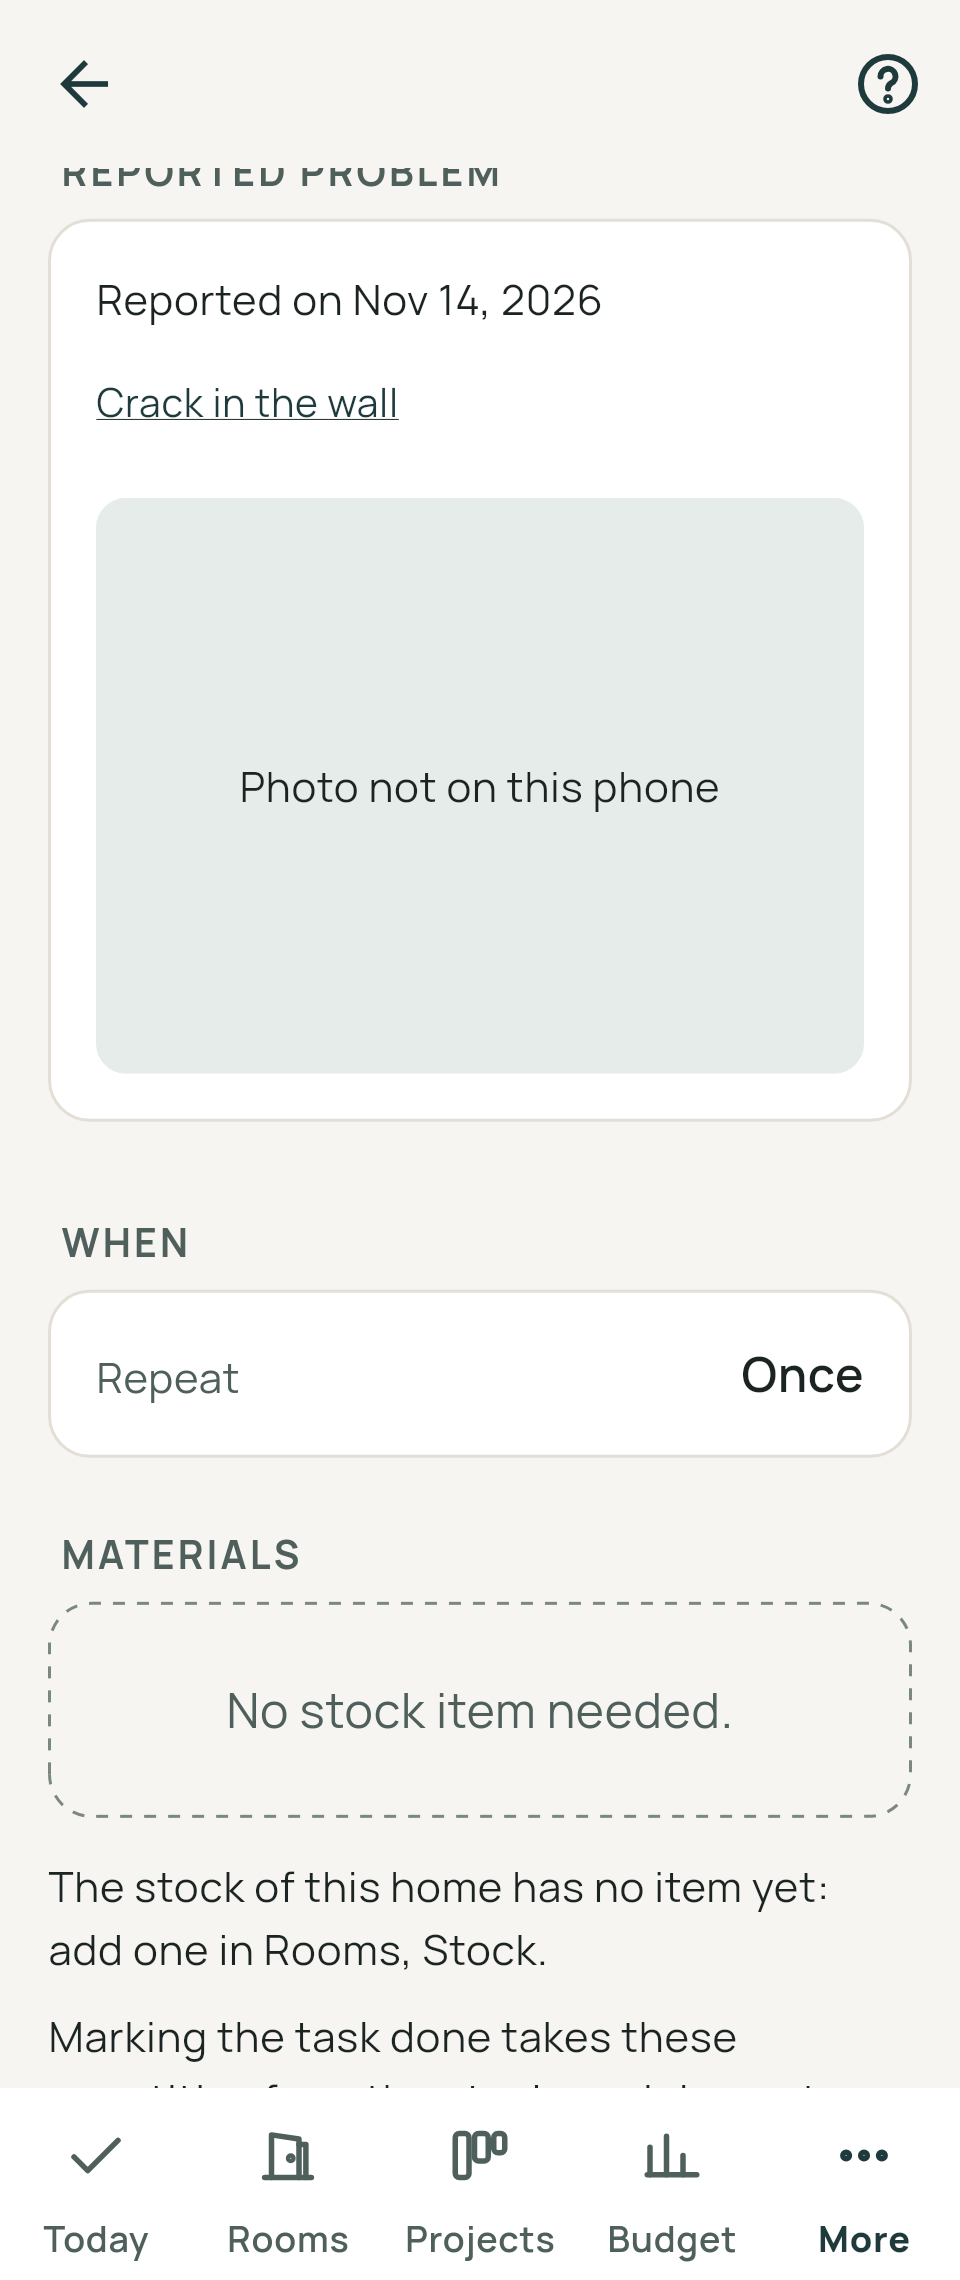 REPORTED PROBLEM
Reported on Nov 14, 2026
Crack in the wall
Photo not on this phone
WHEN
Repeat
Once
MATERIALS
No stock item needed.
The stock of this home has no item yet:
add one in Rooms, Stock.
Marking the task done takes these
Today
Rooms
Projects
Budget
More